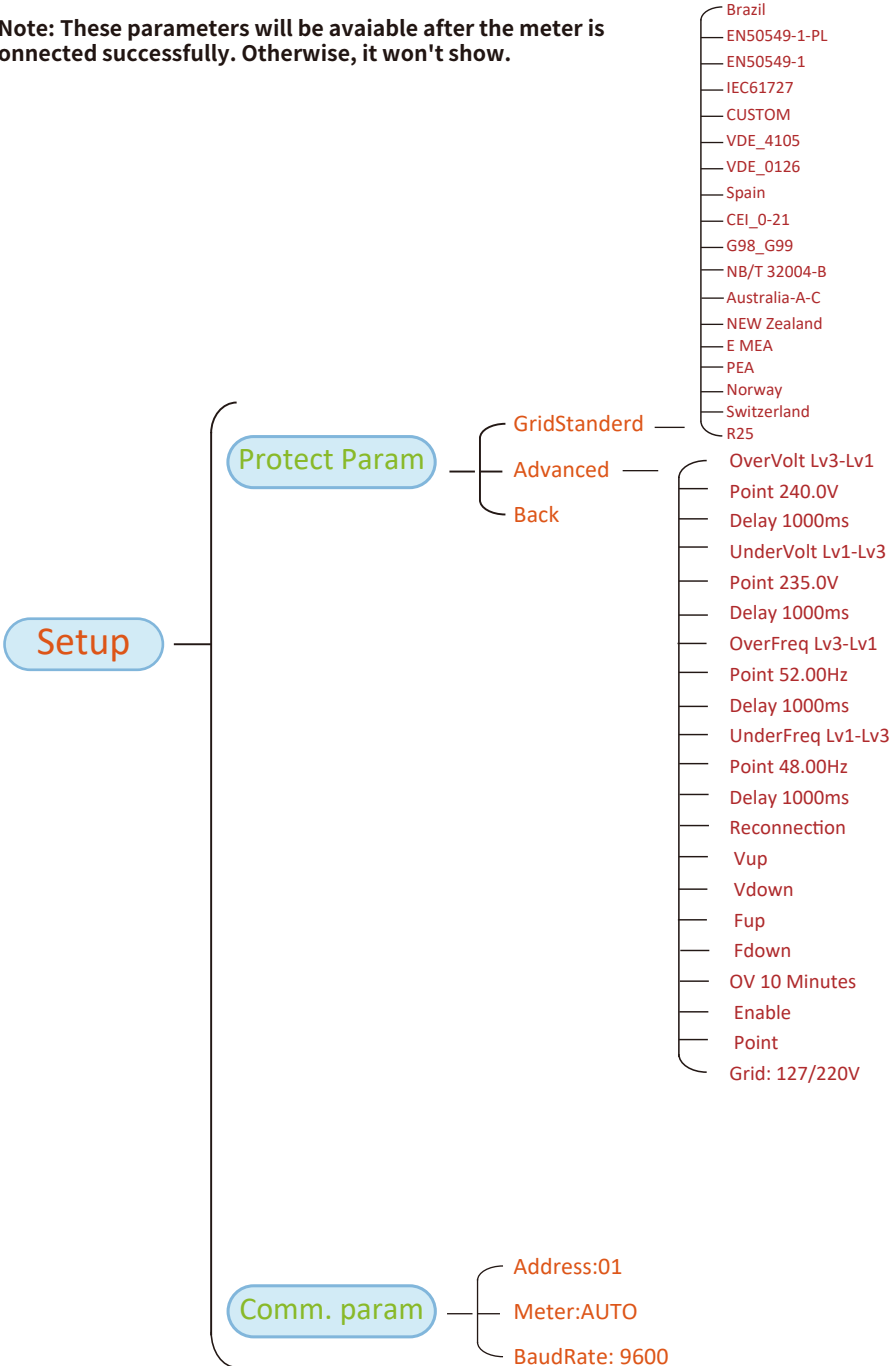 Note: These parameters will be avaiable after the meter is
onnected successfully. Otherwise, it won't show.
Brazil
EN50549-1-PL
EN50549-1
IEC61727
CUSTOM
VDE_4105
VDE_0126
Spain
CEI_0-21
G98_G99
NB/T 32004-B
Australia-A-C
NEW Zealand
E MEA
PEA
Norway
Switzerland
R25
Setup
Protect Param
GridStanderd
Advanced
Back
OverVolt Lv3-Lv1
Point 240.0V
Delay 1000ms
UnderVolt Lv1-Lv3
Point 235.0V
Delay 1000ms
OverFreq Lv3-Lv1
Point 52.00Hz
Delay 1000ms
UnderFreq Lv1-Lv3
Point 48.00Hz
Delay 1000ms
Reconnection
Vup
Vdown
Fup
Fdown
OV 10 Minutes
Enable
Point
Grid: 127/220V
Comm. param
Address:01
Meter:AUTO
BaudRate: 9600